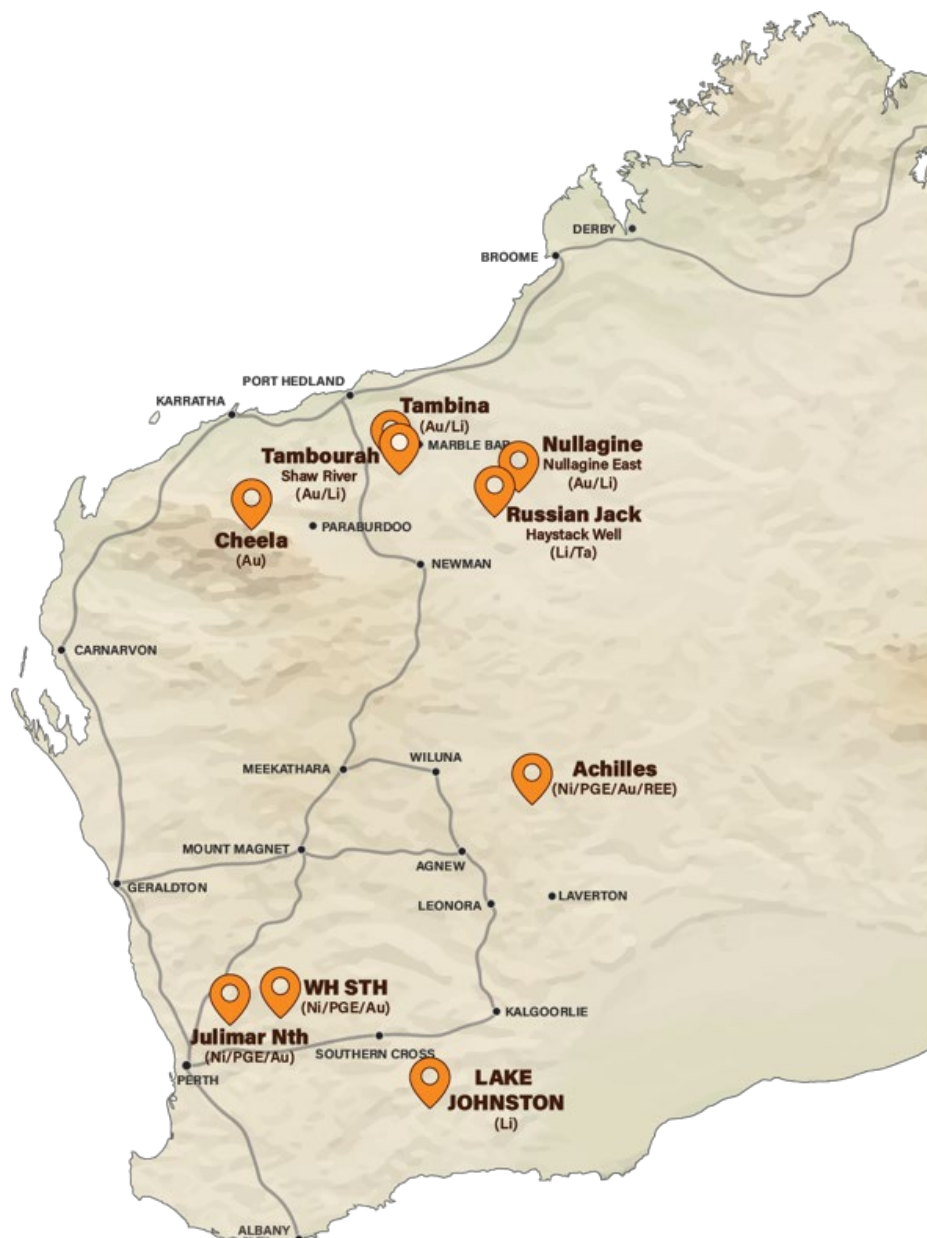 DERBY
BROOME
PORT HEDLAND
KARRATHA
Tambina
(Au/Li)
MARBLE BAR
Tambourah
Shaw River
(Au/Li)
Nullagine
Nullagine East
(Au/Li)
Russian Jack
Haystack Well
(Li/Ta)
PARABURDOO
Cheela
(Au)
NEWMAN
CARNARVON
WILUNA
MEEKATHARA
Achilles
(Ni/PGE/Au/REE)
MOUNT MAGNET
AGNEW
GERALDTON
LAVERTON
LEONORA
WH STH
(Ni/PGE/Au)
KALGOORLIE
Julimar Nth
(Ni/PGE/Au)
SOUTHERN CROSS
PERTH
LAKE
JOHNSTON
(Li)
ALBANY